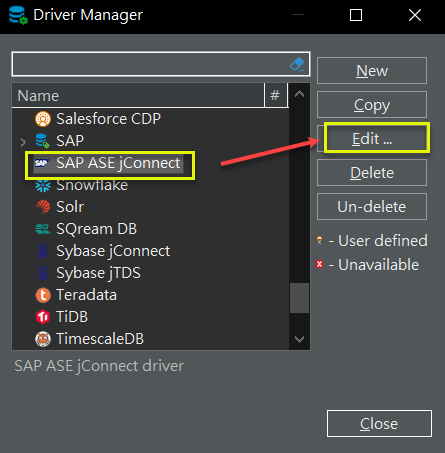 Driver Manager
Name #
Salesforce CDP
SAP
SAP SAP ASE jConnect
Snowflake
Solr
SQream DB
Sybase jConnect
Sybase jTDS
Teradata
TiDB
TimescaleDB
SAP ASE jConnect driver
New
Copy
Edit ...
Delete
Un-delete
- User defined
- Unavailable
Close